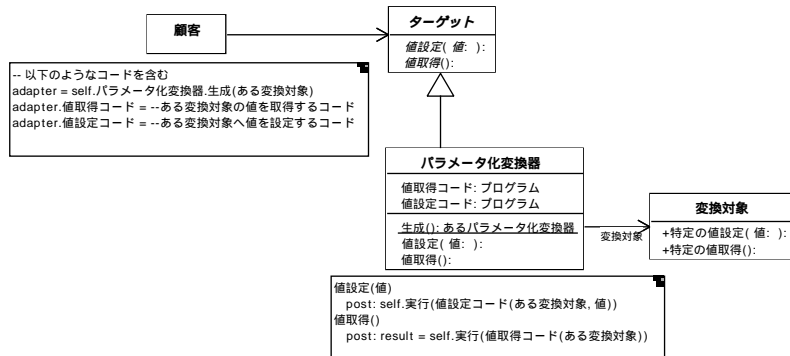 顧客
ターゲット
値設定( 値: ):
値取得():
-- 以下のようなコードを含む
adapter = self.パラメータ化変換器.生成(ある変換対象)
adapter.値取得コード = --ある変換対象の値を取得するコード
adapter.値設定コード = --ある変換対象へ値を設定するコード
パラメータ化変換器
値取得コード: プログラム
値設定コード: プログラム
生成(): あるパラメータ化変換器
値設定( 値: ):
値取得():
変換対象
変換対象
+特定の値設定( 値: ):
+特定の値取得():
値設定(値)
post: self.実行(値設定コード(ある変換対象, 値))
値取得()
post: result = self.実行(値取得コード(ある変換対象))